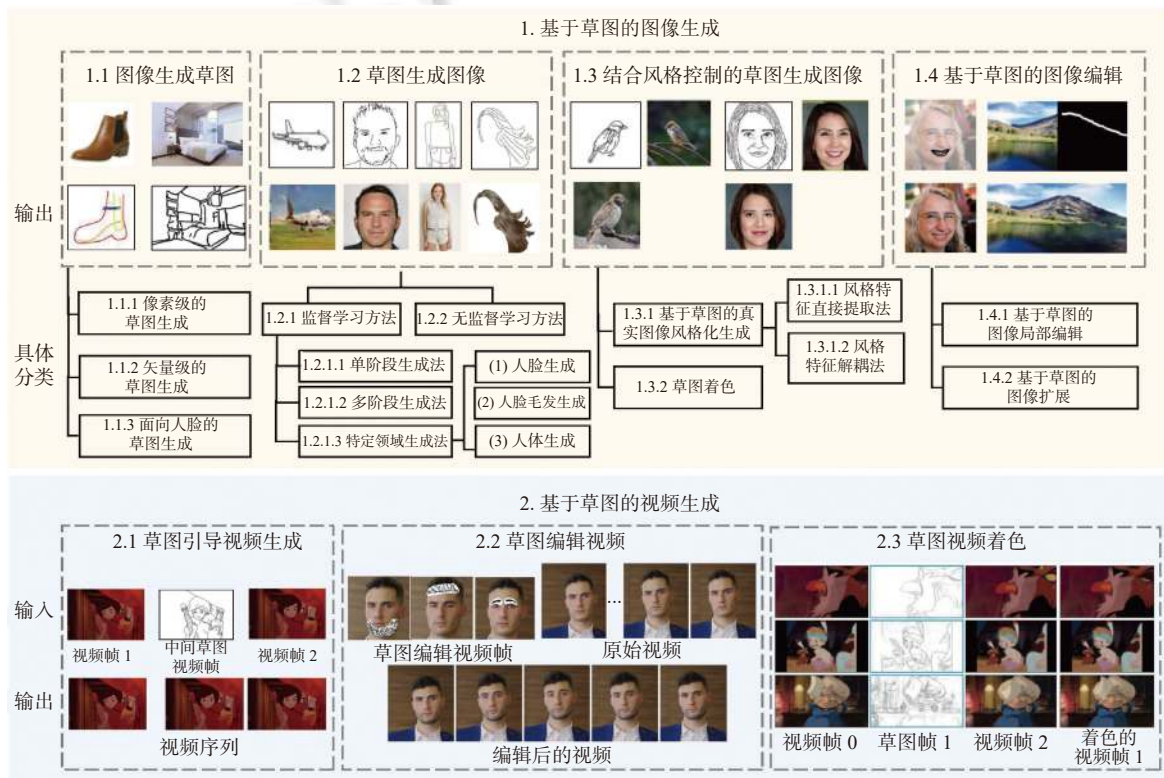 1. 基于草图的图像生成
1.1 图像生成草图
1.2 草图生成图像
1.3 结合风格控制的草图生成图像
1.4 基于草图的图像编辑
输出
具体
分类
1.1.1 像素级的
草图生成
1.1.2 矢量级的
草图生成
1.1.3 面向人脸的
草图生成
1.2.1 监督学习方法
1.2.2 无监督学习方法
1.2.1.1 单阶段生成法
1.2.1.2 多阶段生成法
1.2.1.3 特定领域生成法
(1) 人脸生成
(2) 人脸毛发生成
(3) 人体生成
1.3.1 基于草图的真
实图像风格化生成
1.3.2 草图着色
1.3.1.1 风格特
征直接提取法
1.3.1.2 风格
特征解耦法
1.4.1 基于草图的
图像局部编辑
1.4.2 基于草图的
图像扩展
2. 基于草图的视频生成
2.1 草图引导视频生成
2.2 草图编辑视频
2.3 草图视频着色
输入
视频帧 1
中间草图
视频帧
视频帧 2
草图编辑视频帧
...
原始视频
输出
视频序列
编辑后的视频
视频帧 0
草图帧 1
视频帧 2
着色的
视频帧 1